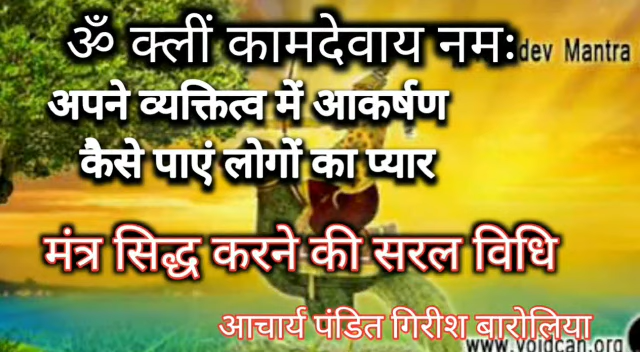 ॐ क्लीं कामदेवाय नमः dev Mantra
अपने व्यक्तित्व में आकर्षण
कैसे पाएं लोगों का प्यार
मंत्र सिद्ध करने की सरल विधि
आचार्य पंडित गिरीश बारोलिया
www.voidcan.org